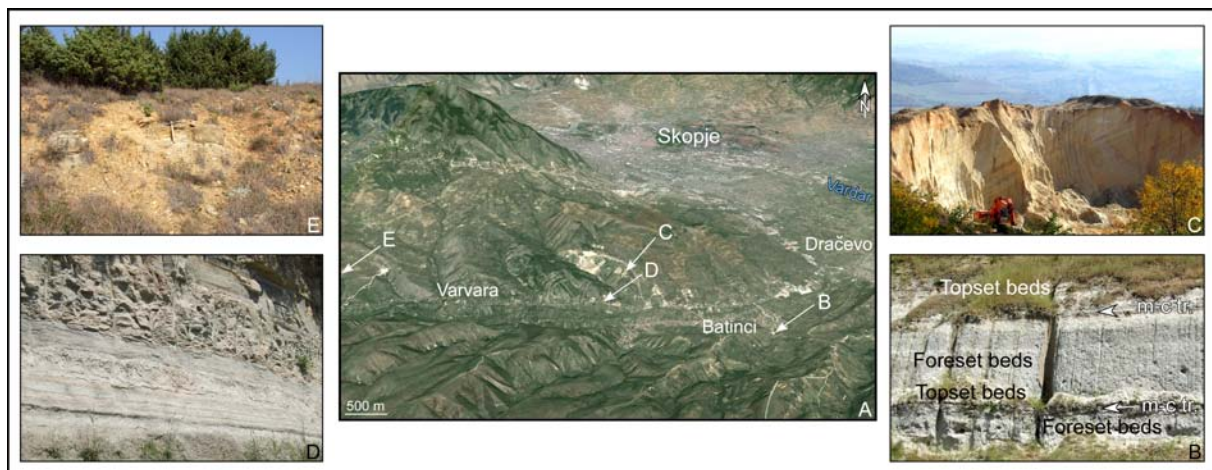 E
D
N
Skopje
Vardar
C
E
D
Dračevo
Varvara
B
Batinci
500 m
A
C
Topset beds
m-c tr.
Foreset beds
Topset beds
m-c tr.
Foreset beds
B